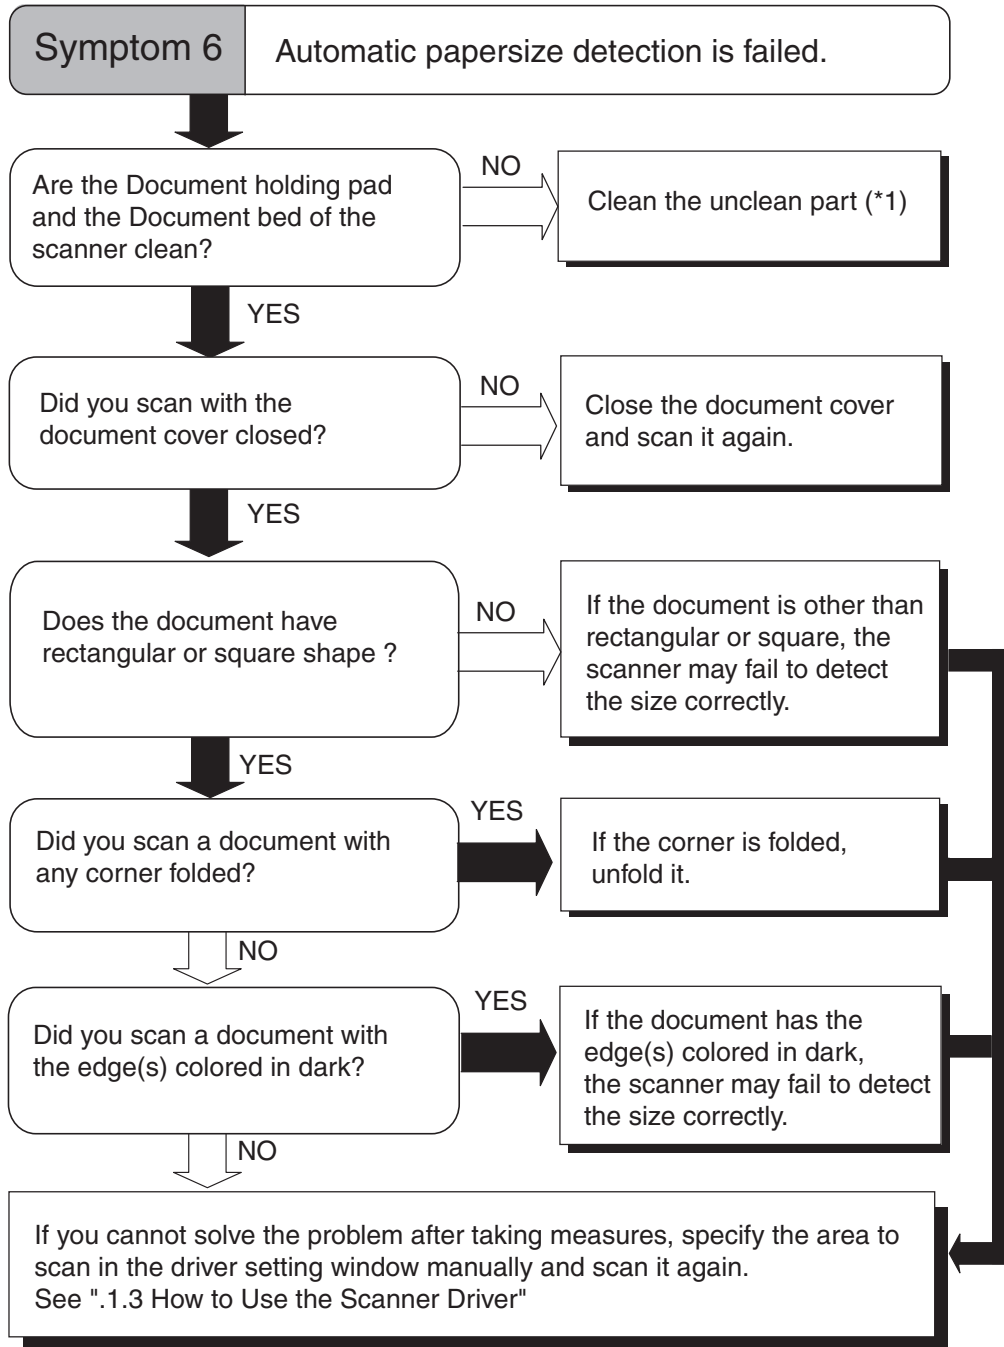 Symptom 6
Automatic papersize detection is failed.
Are the Document holding pad
and the Document bed of the
scanner clean?
NO
Clean the unclean part (*1)
YES
Did you scan with the
document cover closed?
NO
Close the document cover
and scan it again.
YES
Does the document have
rectangular or square shape ?
NO
If the document is other than
rectangular or square, the
scanner may fail to detect
the size correctly.
YES
Did you scan a document with
any corner folded?
YES
If the corner is folded,
unfold it.
NO
Did you scan a document with
the edge(s) colored in dark?
YES
If the document has the
edge(s) colored in dark,
the scanner may fail to detect
the size correctly.
NO
If you cannot solve the problem after taking measures, specify the area to
scan in the driver setting window manually and scan it again.
See ".1.3 How to Use the Scanner Driver"